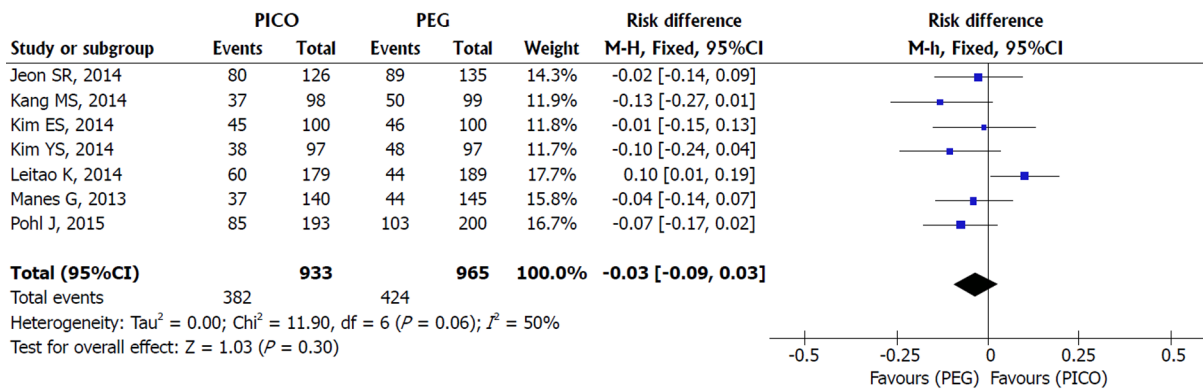 PICO PEG Risk difference Risk difference
Study or subgroup Events Total Events Total Weight M-H, Fixed, 95%CI M-h, Fixed, 95%CI
Jeon SR, 2014 80 126 89 135 14.3% -0.02 [-0.14, 0.09]
Kang MS, 2014 37 98 50 99 11.9% -0.13 [-0.27, 0.01]
Kim ES, 2014 45 100 46 100 11.8% -0.01 [-0.15, 0.13]
Kim YS, 2014 38 97 48 97 11.7% -0.10 [-0.24, 0.04]
Leitao K, 2014 60 179 44 189 17.7% 0.10 [0.01, 0.19]
Manes G, 2013 37 140 44 145 15.8% -0.04 [-0.14, 0.07]
Pohl J, 2015 85 193 103 200 16.7% -0.07 [-0.17, 0.02]
Total (95%CI) 933 965 100.0% -0.03 [-0.09, 0.03]
Total events 382 424
Heterogeneity: Tau² = 0.00; Chi² = 11.90, df = 6 (P = 0.06); I² = 50%
Test for overall effect: Z = 1.03 (P = 0.30)
-0.5 -0.25 0 0.25 0.5
Favours (PEG) Favours (PICO)